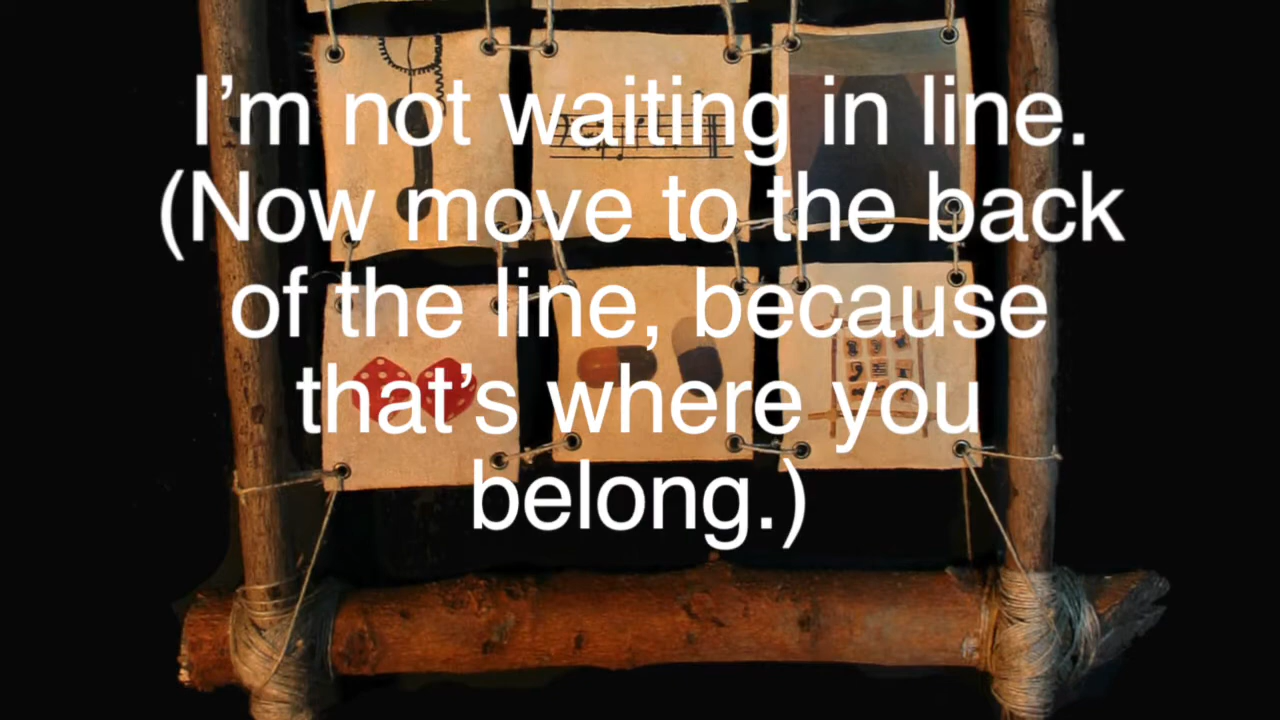 I’m not waiting in line.
(Now move to the back
of the line, because
that’s where you
belong.)